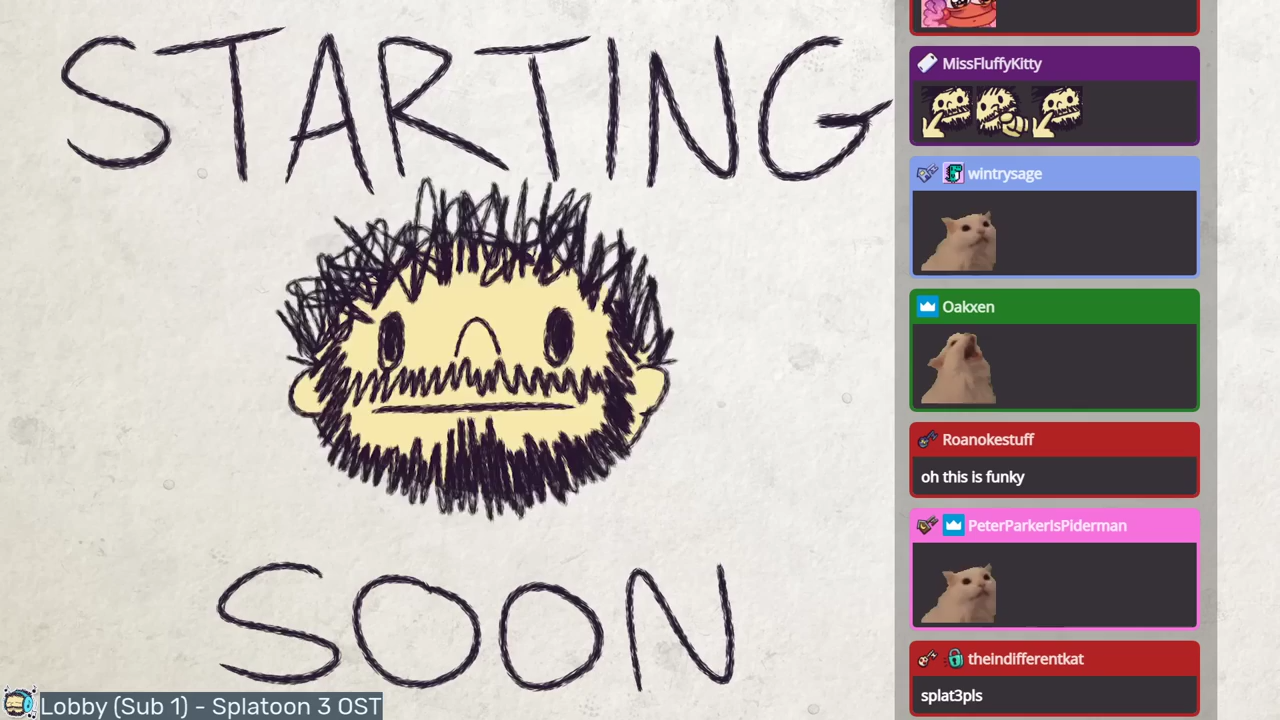 STARTING
SOON
MissFluffyKitty
wintrysage
Oakxen
Roanokestuff
oh this is funky
PeterParkerIsPiderman
theindifferentkat
splat3pls
Lobby (Sub 1) - Splatoon 3 OST